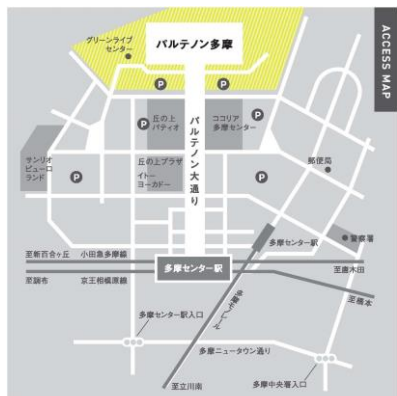 ACCESS MAP
グリーンライブ
センター
パルテノン多摩
P
P
P
P
P
P
丘の上
パティオ
ココリア
多摩センター
パルテノン大通り
サンリオ
ピューロ
ランド
丘の上プラザ
イトー
ヨーカドー
郵便局
警察署
多摩センター駅
至新百合ヶ丘 小田急多摩線
多摩センター駅
至唐木田
至調布 京王相模原線
至橋本
多摩モノレール
多摩センター駅入口
多摩ニュータウン通り
至立川南
多摩中央署入口